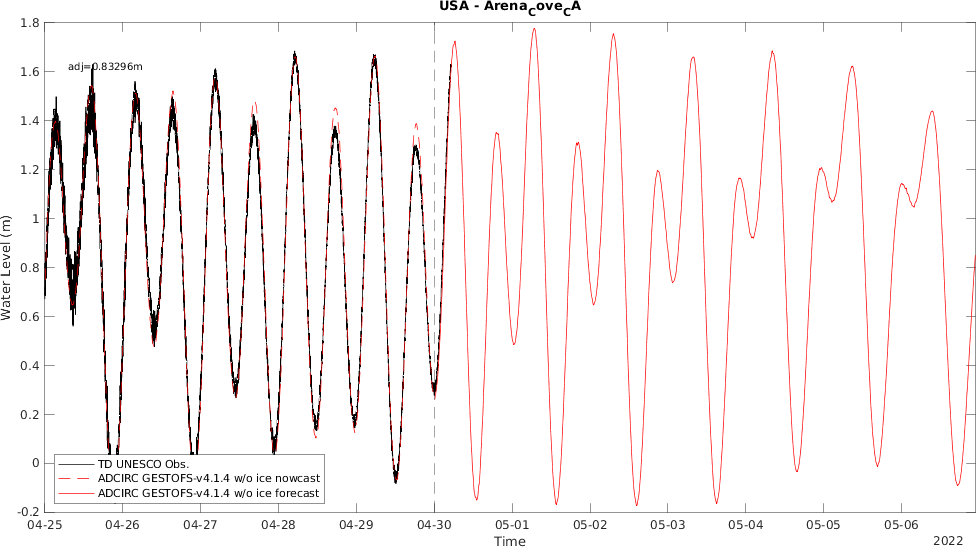 USA - ArenaCoveCA
1.8
1.6
1.4
1.2
1
0.8
0.6
0.4
0.2
0
-0.2
Water Level (m)
adj=0.83296m
TD UNESCO Obs.
ADCIRC GESTOFS-v4.1.4 w/o ice nowcast
ADCIRC GESTOFS-v4.1.4 w/o ice forecast
04-25 04-26 04-27 04-28 04-29 04-30 05-01 05-02 05-03 05-04 05-05 05-06
Time
2022